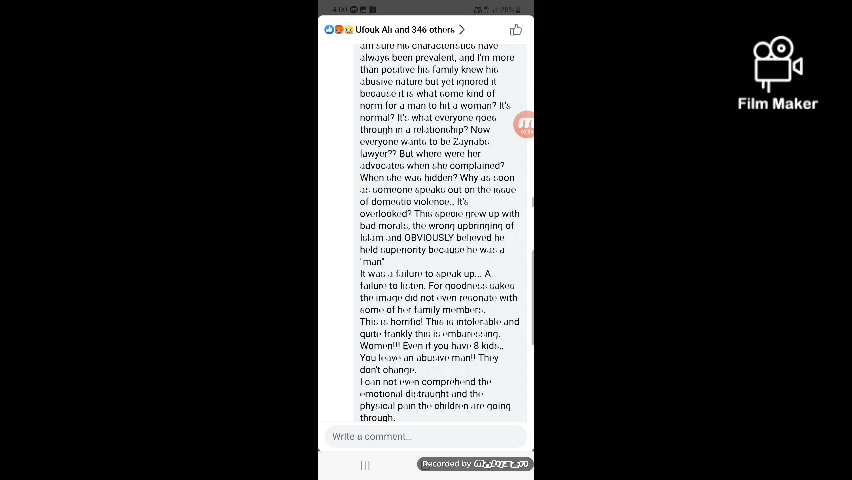 4:00
28%
Ufouk Ali and 346 others
am sure his characteristics have
always been prevalent, and I'm more
than positive his family knew his
abusive nature but yet ignored it
because it is what some kind of
norm for a man to hit a woman? It's
normal? It's what everyone goes
through in a relationship? Now
everyone wants to be Zaynabs
lawyer?? But where were her
advocates when she complained?
When she was hidden? Why as soon
as someone speaks out on the issue
of domestic violence.. It's
overlooked? This specie grew up with
bad morals, the wrong upbringing of
Islam and OBVIOUSLY believed he
held superiority because he was a
"man"
It was a failure to speak up... A
failure to listen. For goodness sakes
the image did not even resonate with
some of her family members.
This is horrific! This is intolerable and
quite frankly this is embaressing.
Women!!! Even if you have 8 kids..
You leave an abusive man!! They
don't change.
I can not even comprehend the
emotional distraught and the
physical pain the children are going
through.
Write a comment...
Recorded by
Film Maker